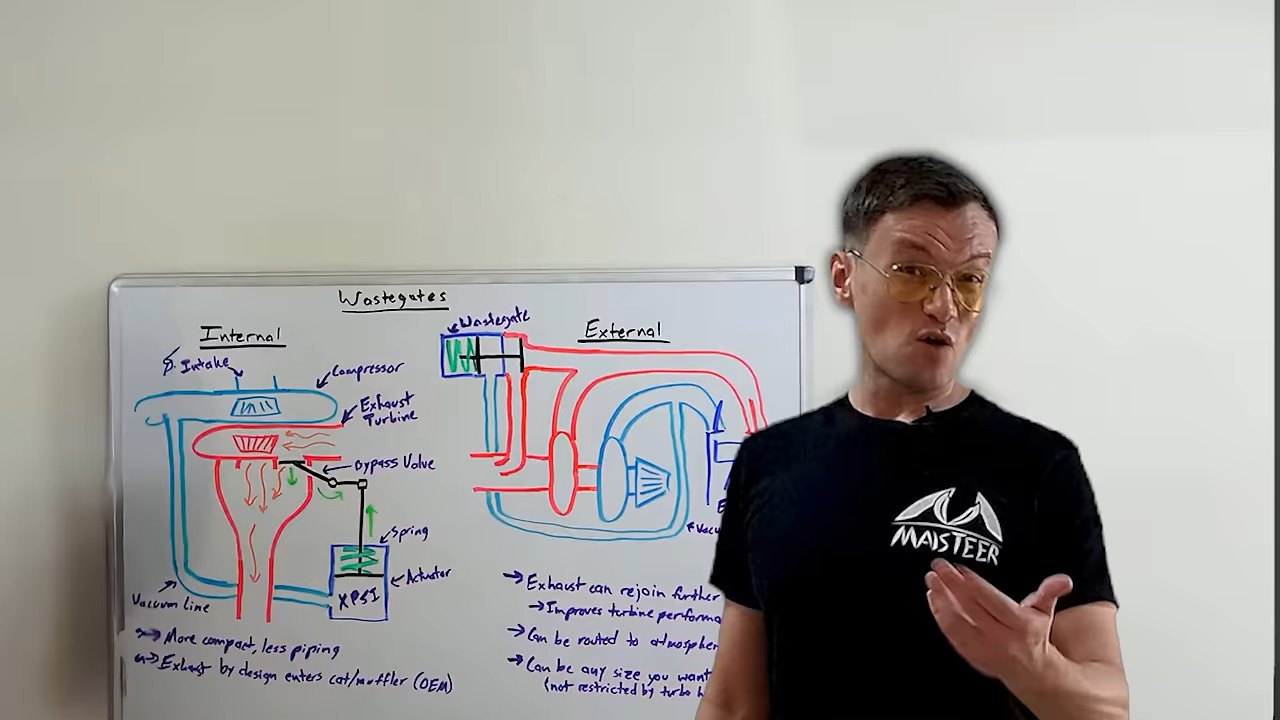 Wastegates
Internal
Intake
Compressor
Exhaust
Turbine
Bypass Valve
Spring
Actuator
XPSI
Vacuum line
→ More compact, less piping
→ Exhaust by design enters cat/muffler (OEM)
Wastegate
External
→ Exhaust can rejoin further
→ Improves turbine performa
→ Can be routed to atmospher
→ Can be any size you want
(not restricted by turbo h
MAISTEER